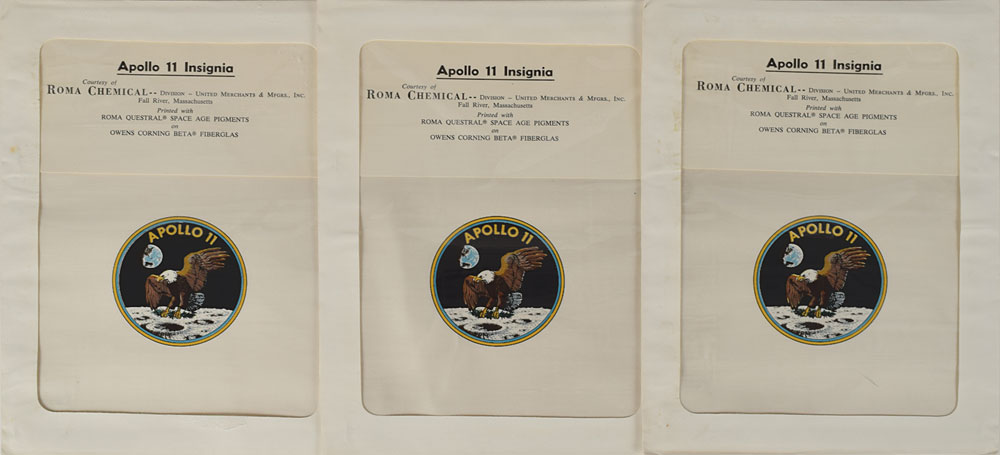 Apollo 11 Insignia
Courtesy of
ROMA CHEMICAL-- DIVISION – UNITED MERCHANTS & MFGRS., INC.
Fall River, Massachusetts
Printed with
ROMA QUESTRAL® SPACE AGE PIGMENTS
on
OWENS CORNING BETA® FIBERGLAS
APOLLO 11
Apollo 11 Insignia
Courtesy of
ROMA CHEMICAL-- DIVISION – UNITED MERCHANTS & MFGRS., INC.
Fall River, Massachusetts
Printed with
ROMA QUESTRAL® SPACE AGE PIGMENTS
on
OWENS CORNING BETA® FIBERGLAS
APOLLO 11
Apollo 11 Insignia
Courtesy of
ROMA CHEMICAL-- DIVISION – UNITED MERCHANTS & MFGRS., INC.
Fall River, Massachusetts
Printed with
ROMA QUESTRAL® SPACE AGE PIGMENTS
on
OWENS CORNING BETA® FIBERGLAS
APOLLO 11